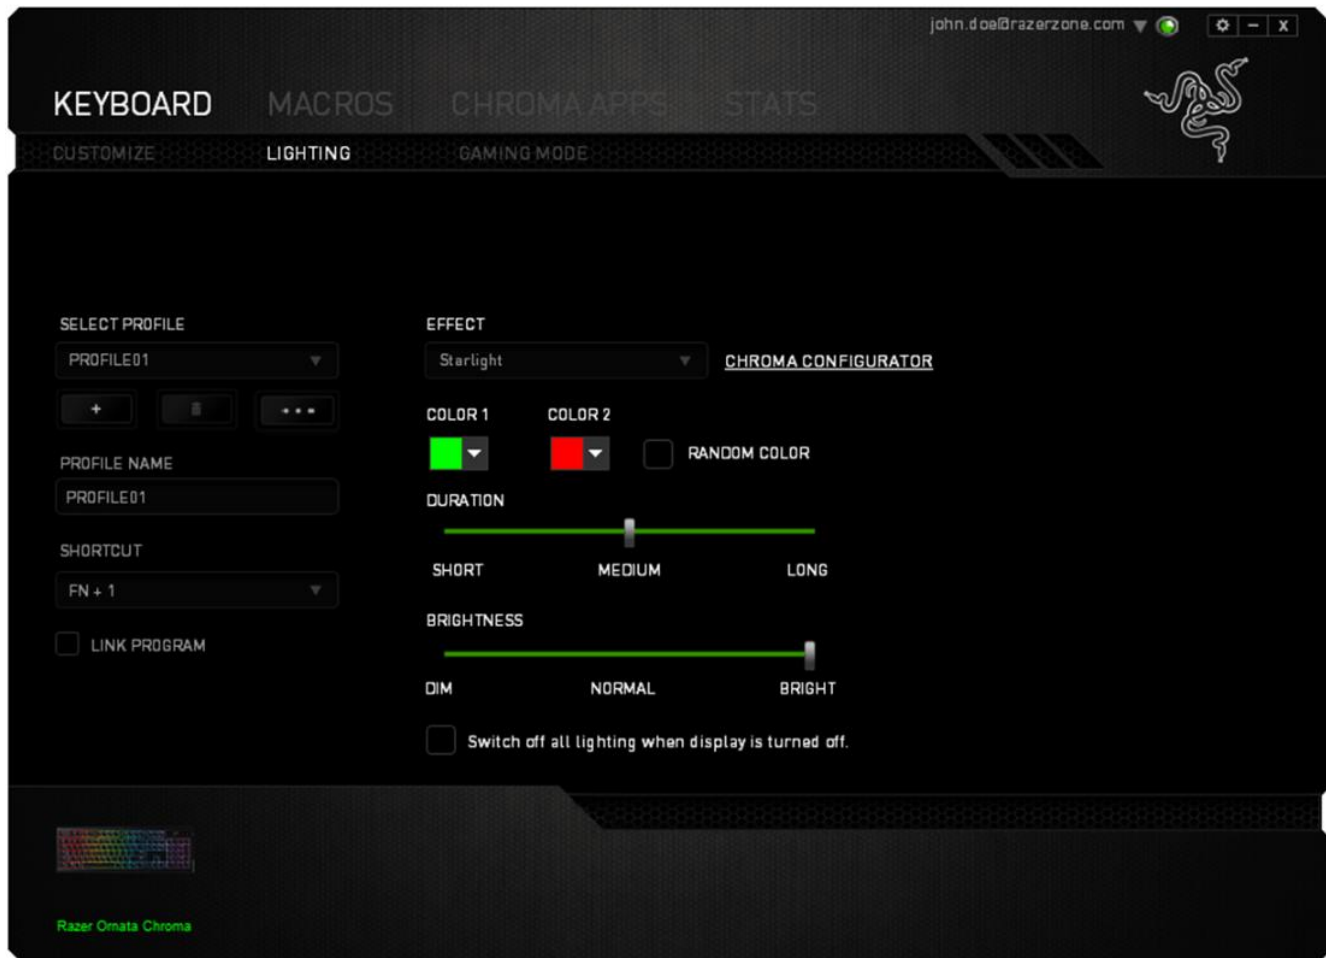 john.doe@razerzone.com
KEYBOARD MACROS CHROMA APPS STATS
CUSTOMIZE LIGHTING GAMING MODE
SELECT PROFILE
PROFILE01
PROFILE NAME
PROFILE01
SHORTCUT
FN + 1
LINK PROGRAM
EFFECT
Starlight
CHROMA CONFIGURATOR
COLOR 1 COLOR 2
RANDOM COLOR
DURATION
SHORT MEDIUM LONG
BRIGHTNESS
DIM NORMAL BRIGHT
Switch off all lighting when display is turned off.
Razer Ornata Chroma